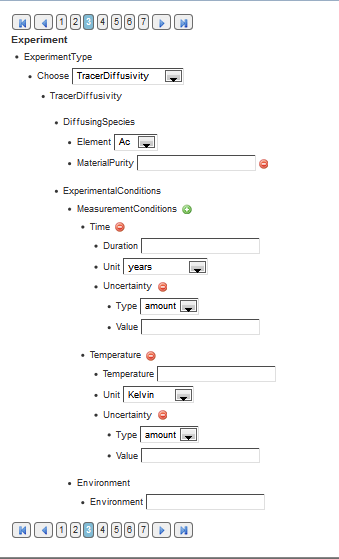 1 2 3 4 5 6 7
Experiment
ExperimentType
Choose TracerDiffusivity
TracerDiffusivity
DiffusingSpecies
Element Ac
MaterialPurity
ExperimentalConditions
MeasurementConditions
Time
Duration
Unit years
Uncertainty
Type amount
Value
Temperature
Temperature
Unit Kelvin
Uncertainty
Type amount
Value
Environment
Environment
1 2 3 4 5 6 7